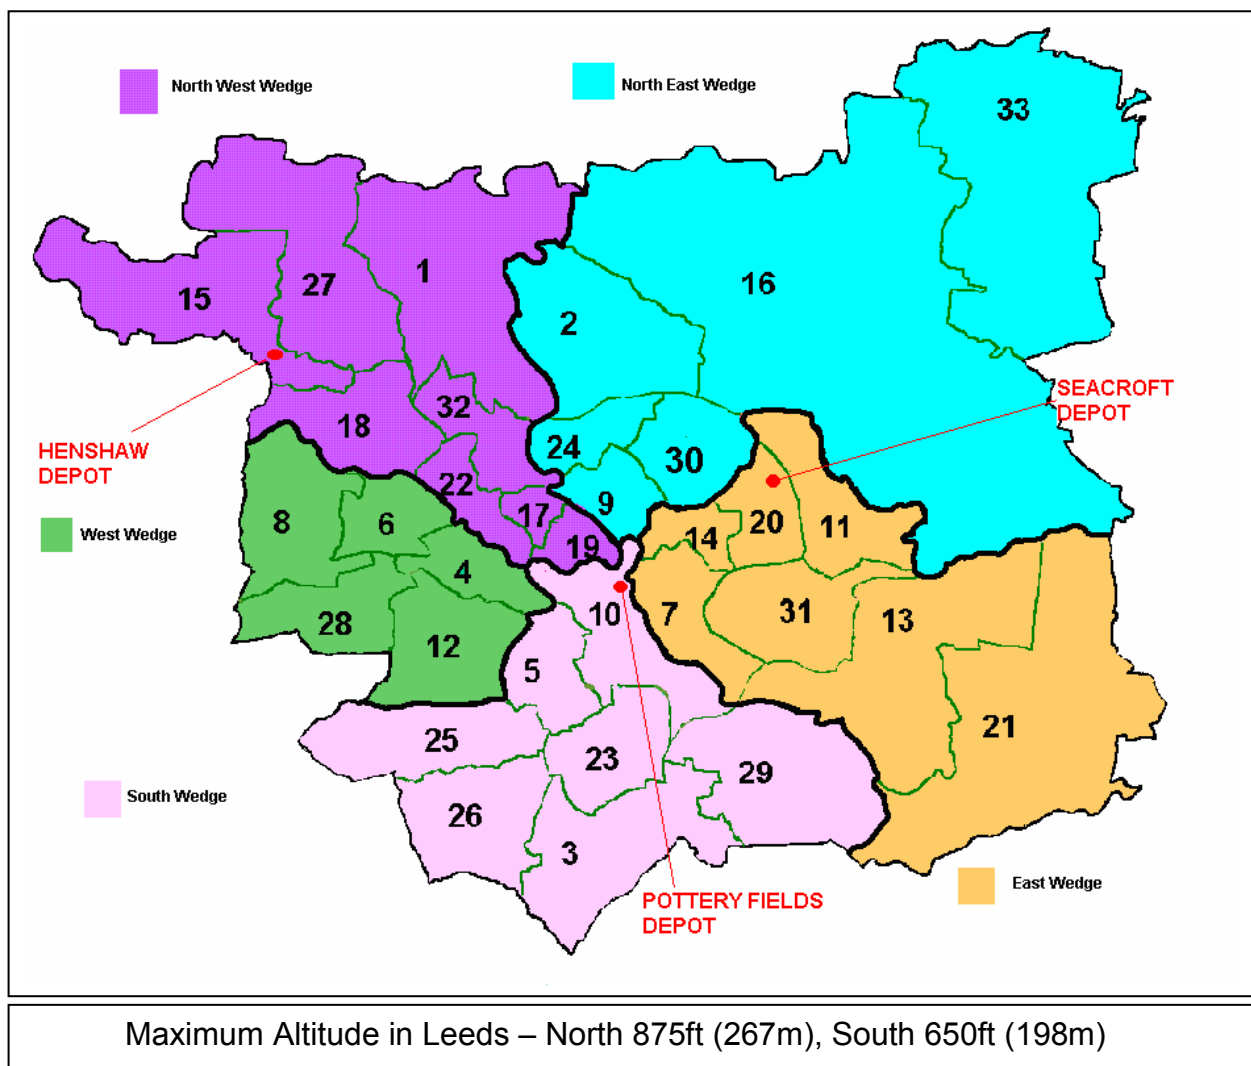 North West Wedge
North East Wedge
33
1
27
15
16
2
SEACROFT
DEPOT
32
18
24
30
HENSHAW
DEPOT
22
9
17
8
6
20
11
14
West Wedge
19
4
10
7
31
13
28
12
5
21
25
23
29
South Wedge
26
3
East Wedge
POTTERY FIELDS
DEPOT
Maximum Altitude in Leeds – North 875ft (267m), South 650ft (198m)